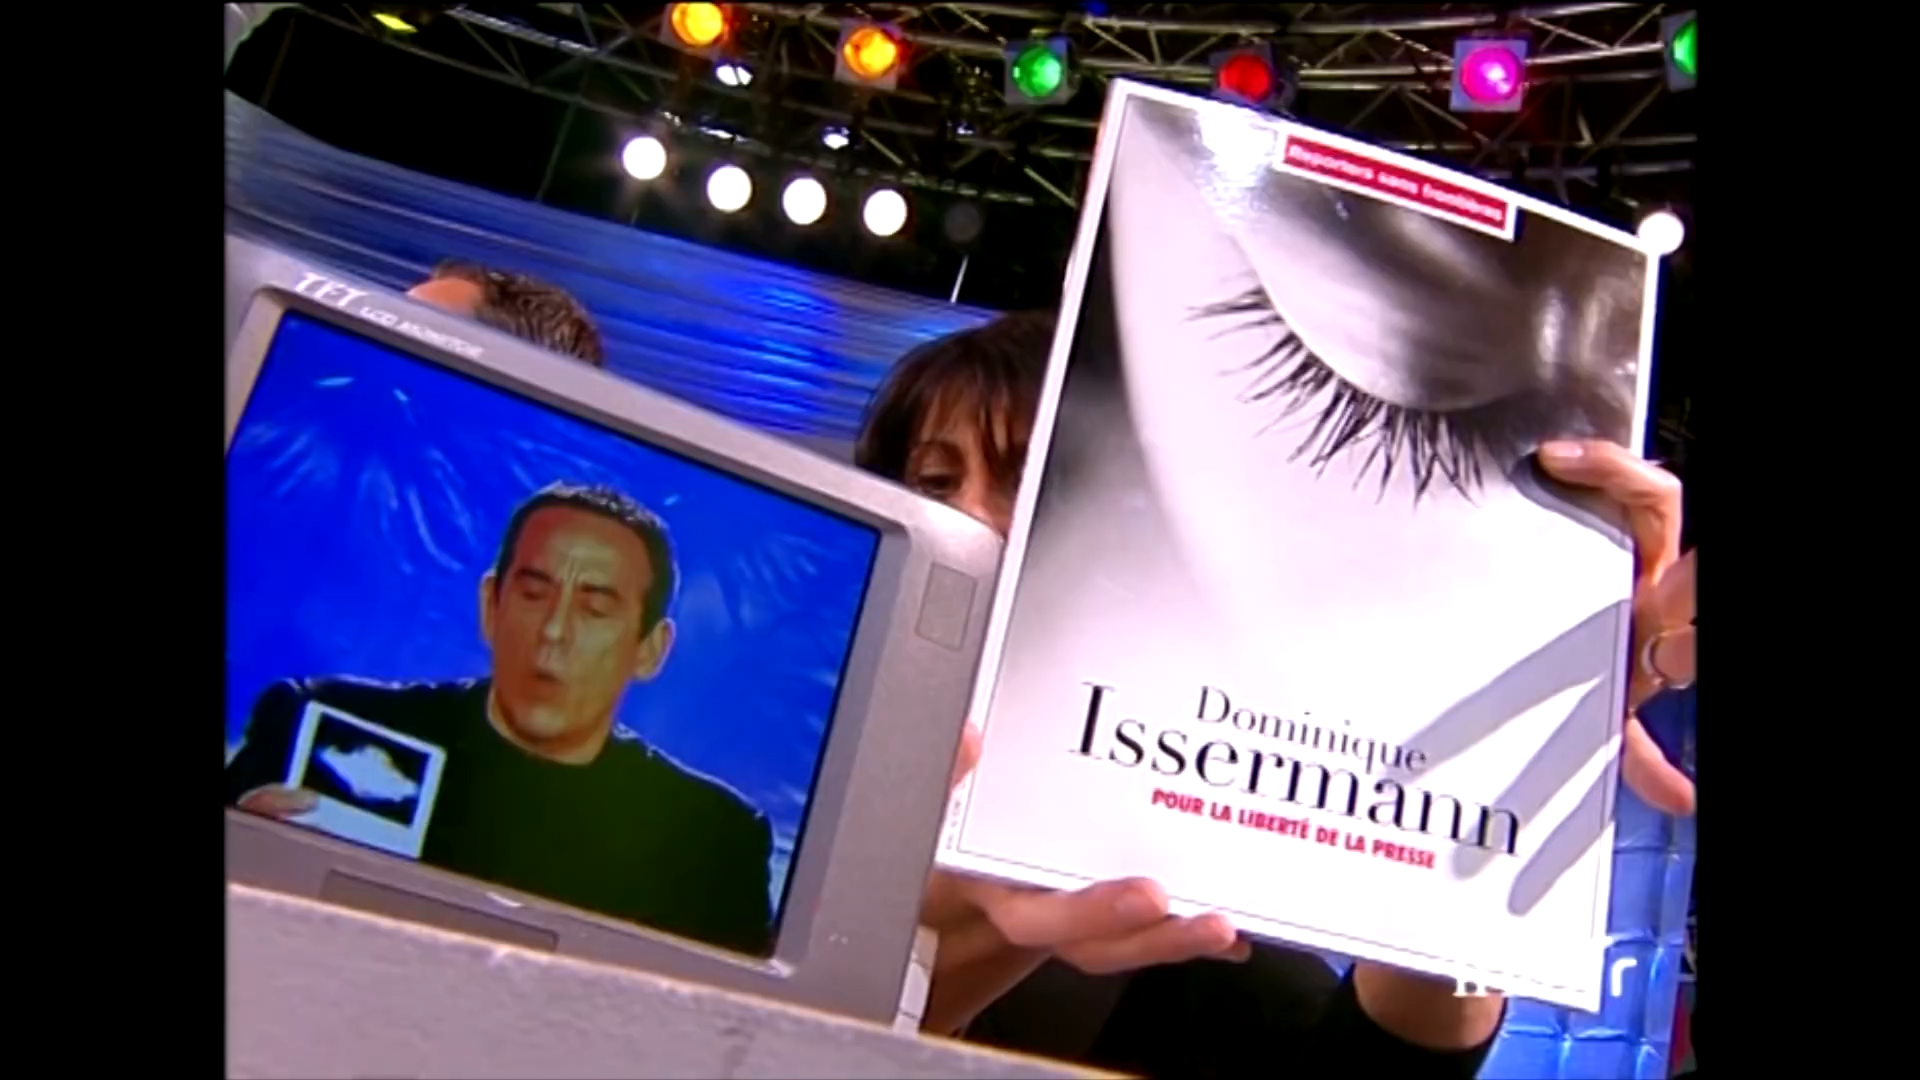 TFT LCD MONITOR
Reporters sans frontières
Dominique
Issermann
POUR LA LIBERTÉ DE LA PRESSE